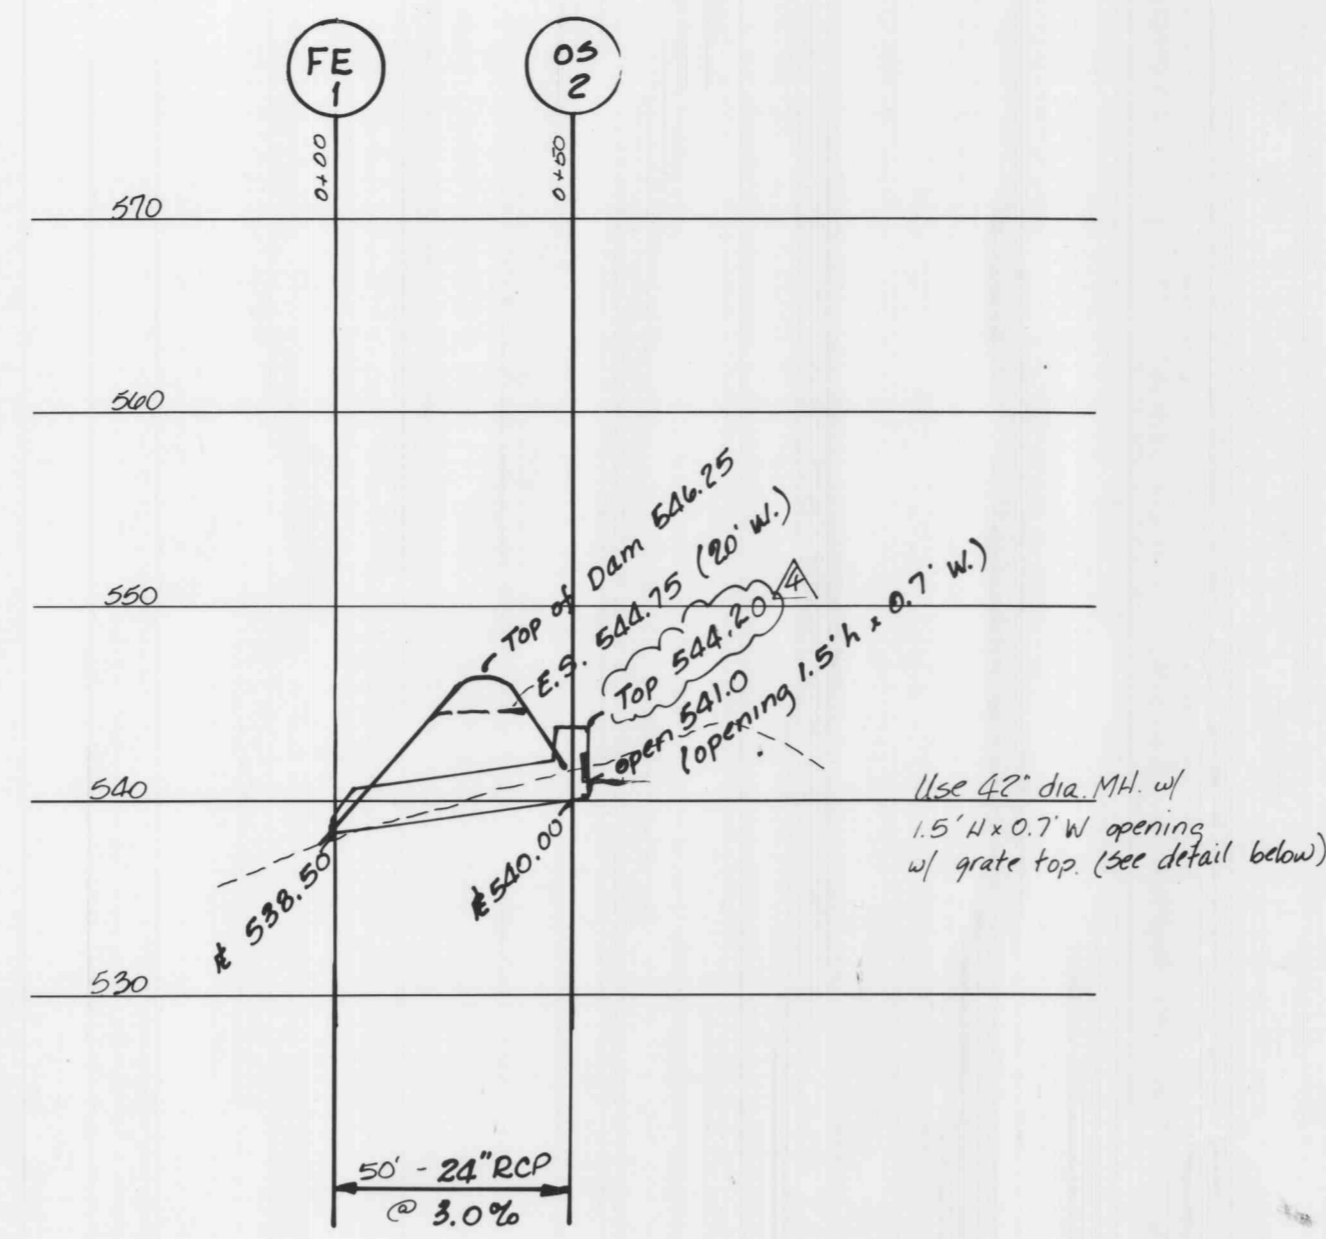 FE
1
OS
2
0+00
0+50
570
560
550
540
530
Top of Dam 546.25
E.S. 544.75 (20' W.)
Top 544.20
4
open 541.0
(opening 1.5' h x 0.7' W.)
538.50
540.00
Use 42" dia. MH. w/
1.5' H x 0.7' W opening
w/ grate top. (see detail below)
50' - 24" RCP
@ 3.0%